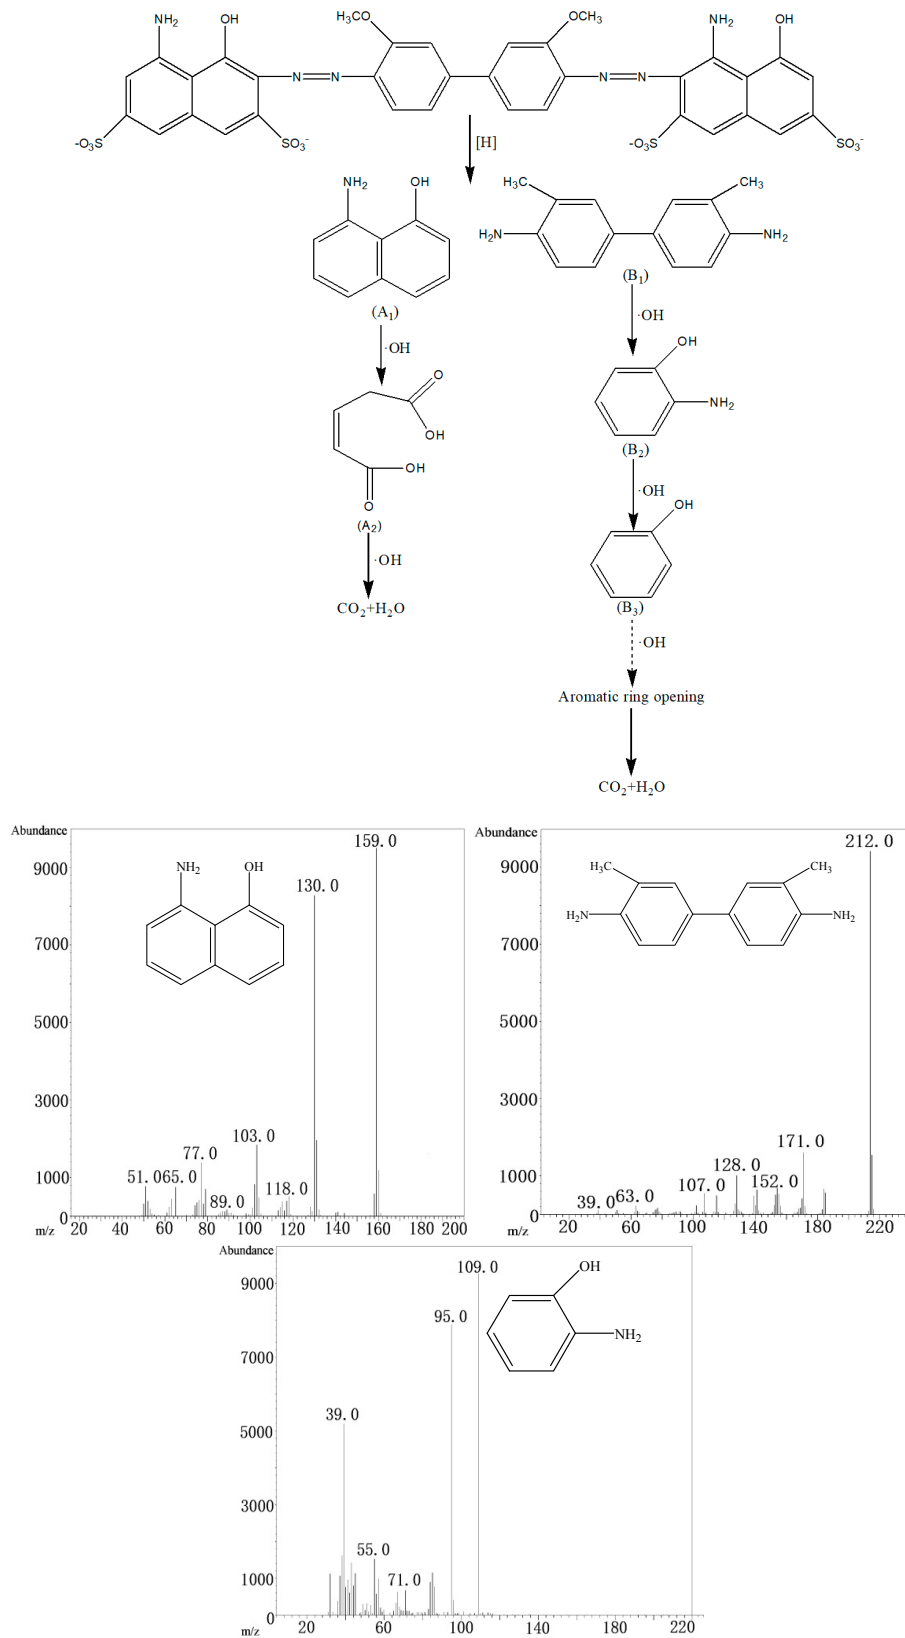 NH2 OH H3CO OCH3 NH2 OH
N N N N
-O3S SO3- -O3S SO3-
[H]
NH2 OH H3C CH3
H2N NH2
(B1)
(A1)
·OH
·OH
O OH
OH NH2
(B2)
OH
O
·OH
OH
(A2)
·OH
CO2+H2O
(B3)
·OH
Aromatic ring opening
CO2+H2O
Abundance
9000
7000
5000
3000
1000
0
m/z
20 40 60 80 100 120 140 160 180 200
NH2 OH
159.0
130.0
103.0
77.0
51.0 65.0
89.0
118.0
Abundance
9000
7000
5000
3000
1000
0
m/z
20 60 100 140 180 220
H3C CH3
H2N NH2
212.0
171.0
128.0
152.0
107.0
39.0 63.0
Abundance
9000
7000
5000
3000
1000
0
m/z
20 60 100 140 180 220
OH
NH2
109.0
95.0
39.0
55.0
71.0